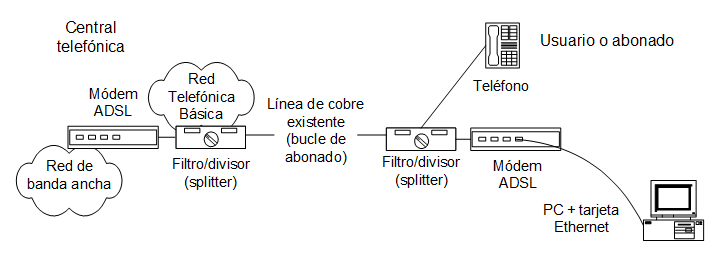 Central
telefónica
Usuario o abonado
Red
Telefónica
Básica
Módem
ADSL
Línea de cobre
existente
(bucle de
abonado)
Teléfono
Red de
banda ancha
Filtro/divisor
(splitter)
Filtro/divisor
(splitter)
Módem
ADSL
PC + tarjeta
Ethernet